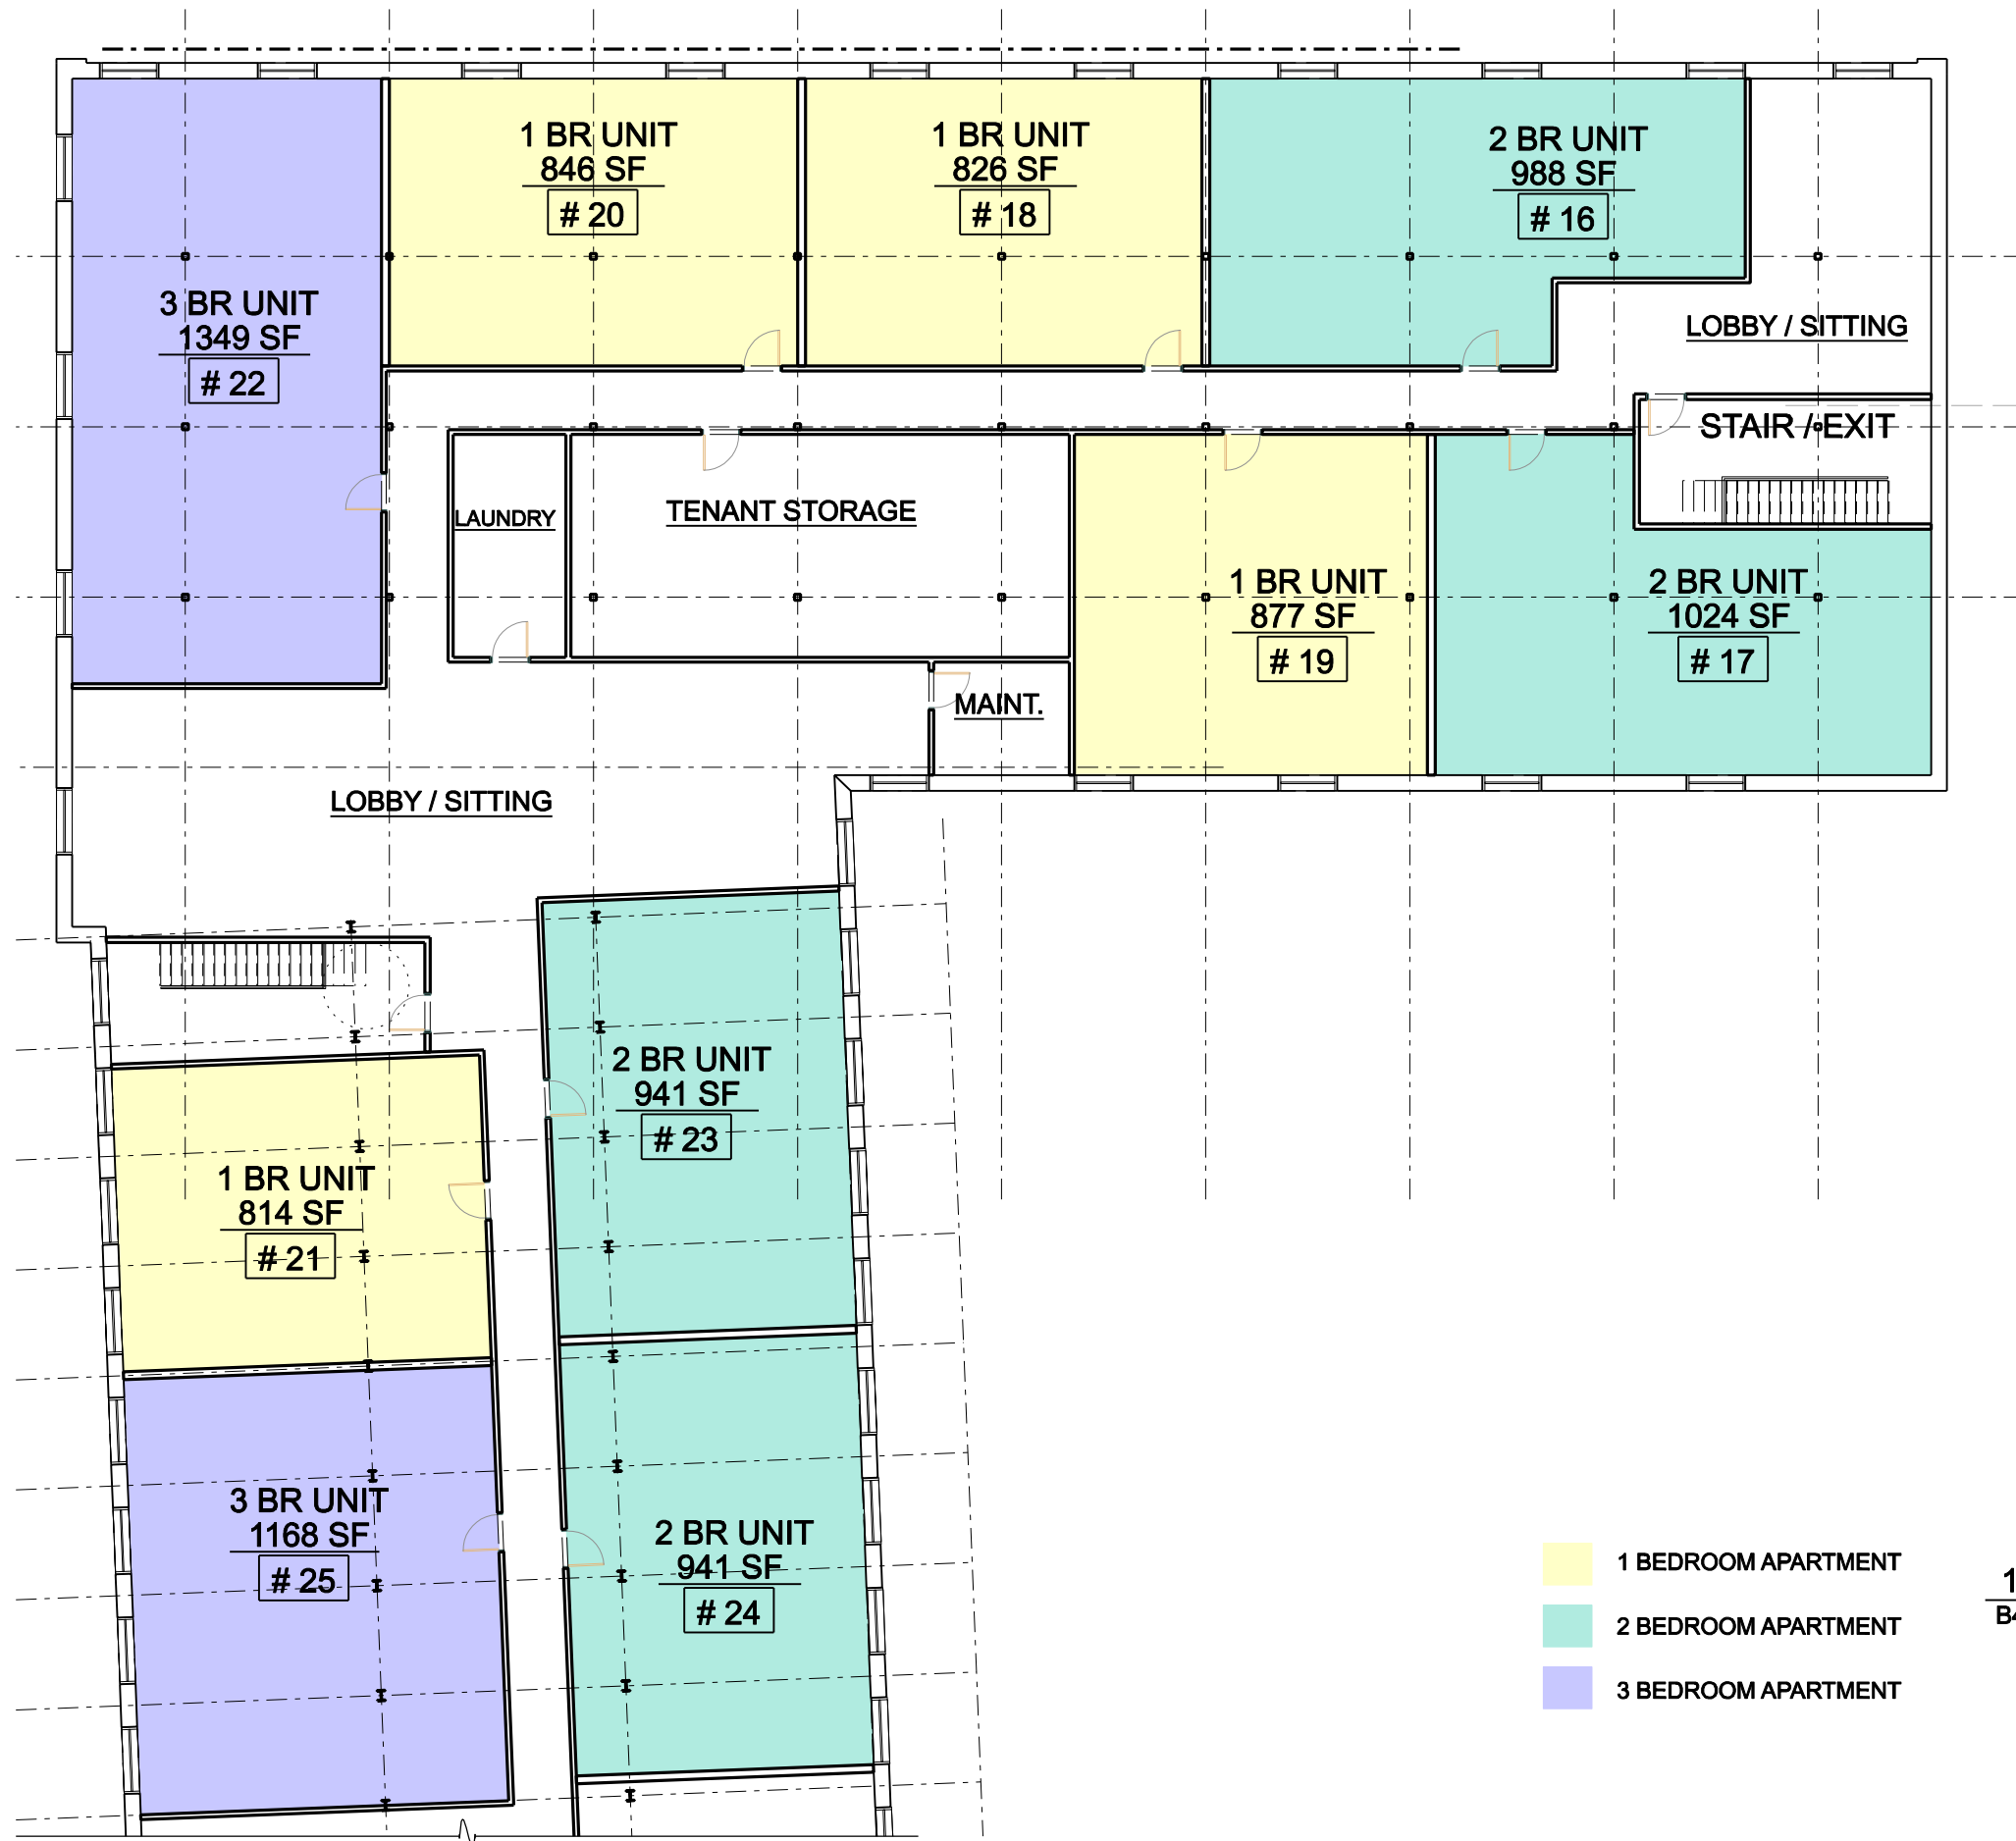 1 BR UNIT
846 SF
# 20
1 BR UNIT
826 SF
# 18
2 BR UNIT
988 SF
# 16
3 BR UNIT
1349 SF
# 22
LOBBY / SITTING
STAIR / EXIT
LAUNDRY
TENANT STORAGE
1 BR UNIT
877 SF
# 19
2 BR UNIT
1024 SF
# 17
MAINT.
LOBBY / SITTING
2 BR UNIT
941 SF
# 23
1 BR UNIT
814 SF
# 21
3 BR UNIT
1168 SF
# 25
2 BR UNIT
941 SF
# 24
1 BEDROOM APARTMENT
2 BEDROOM APARTMENT
3 BEDROOM APARTMENT